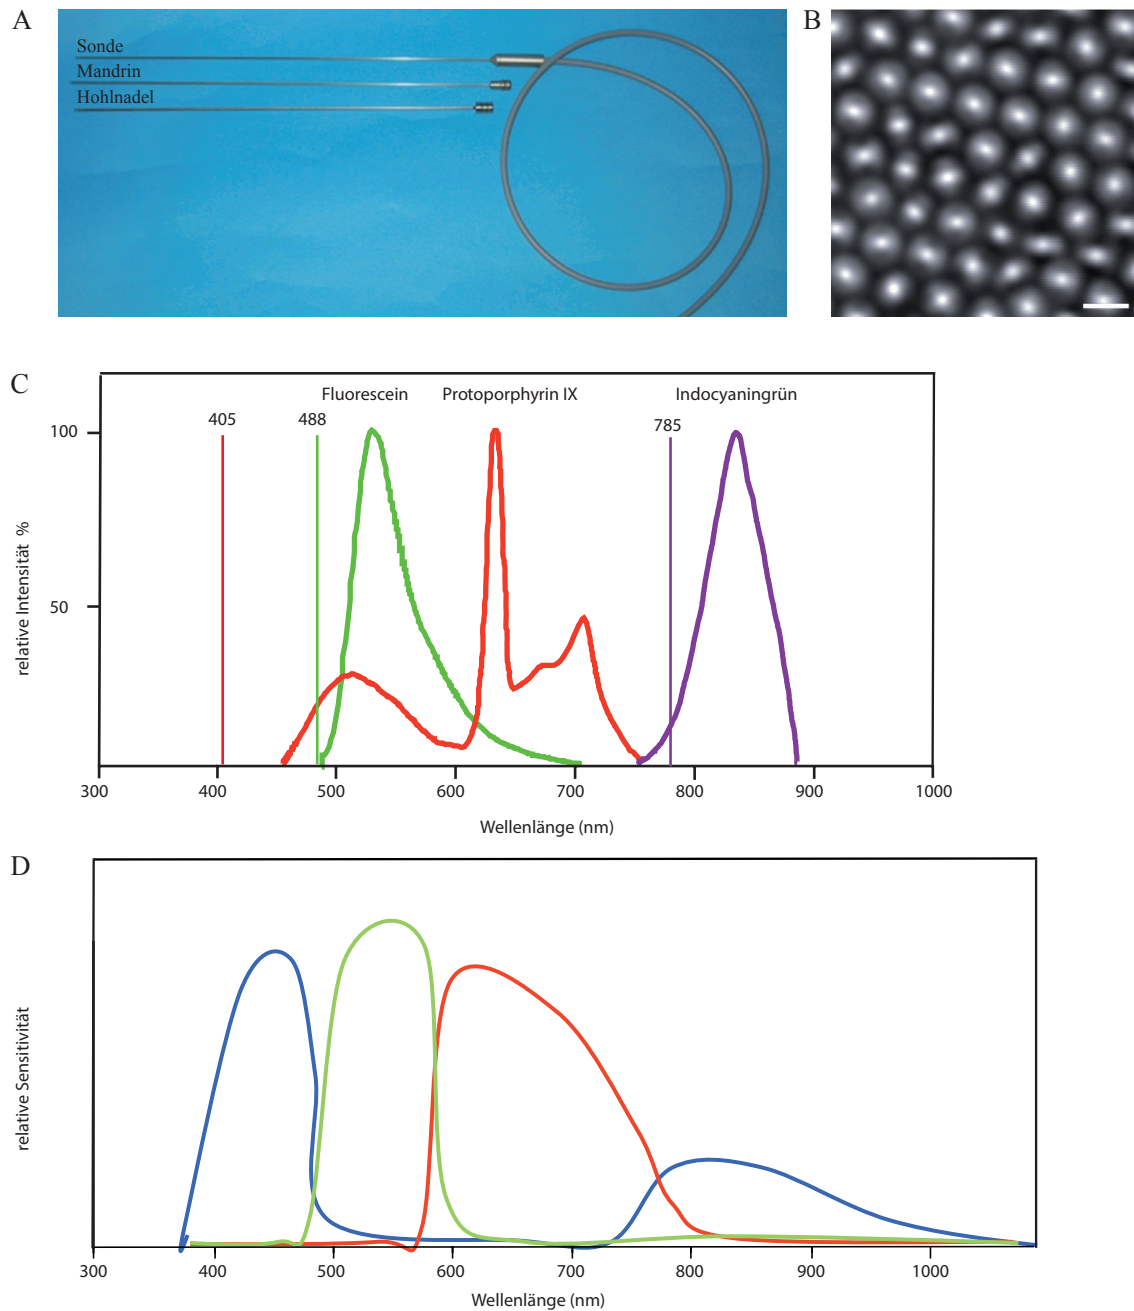 A
Sonde
Mandrin
Hohlnadel
B
C
Fluorescein Protoporphyrin IX Indocyaningrün
405 488 785
100
50
relative Intensität %
300 400 500 600 700 800 900 1000
Wellenlänge (nm)
D
relative Sensitivität
300 400 500 600 700 800 900 1000
Wellenlänge (nm)